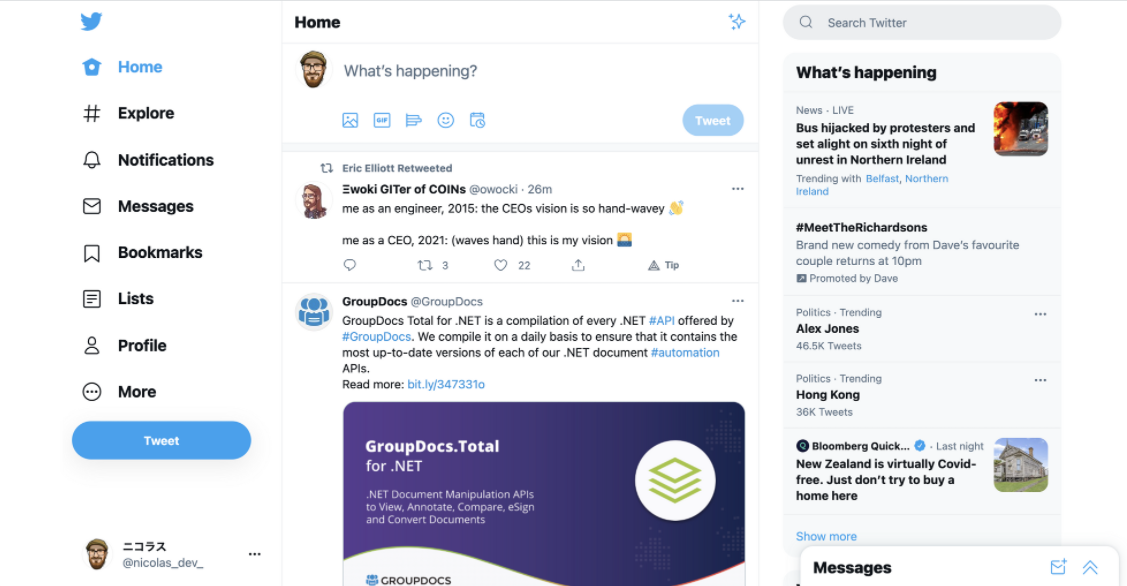 Home
Explore
Notifications
Messages
Bookmarks
Lists
Profile
More
Tweet
ニコラス
@nicolas_dev_
Home
What's happening?
GIF
Tweet
Eric Elliott Retweeted
Ξwoki GITer of COINs @owocki · 26m
me as an engineer, 2015: the CEOs vision is so hand-wavey 👋
me as a CEO, 2021: (waves hand) this is my vision 🌅
3 22 Tip
GroupDocs @GroupDocs
GroupDocs Total for .NET is a compilation of every .NET #API offered by
#GroupDocs. We compile it on a daily basis to ensure that it contains the
most up-to-date versions of each of our .NET document #automation
APIs.
Read more: bit.ly/347331o
GroupDocs.Total
for .NET
.NET Document Manipulation APIs
to View, Annotate, Compare, eSign
and Convert Documents
GROUPDOCS
Search Twitter
What's happening
News · LIVE
Bus hijacked by protesters and
set alight on sixth night of
unrest in Northern Ireland
Trending with Belfast, Northern
Ireland
#MeetTheRichardsons
Brand new comedy from Dave's favourite
couple returns at 10pm
Promoted by Dave
Politics · Trending
Alex Jones
46.5K Tweets
Politics · Trending
Hong Kong
36K Tweets
Bloomberg Quick... · Last night
New Zealand is virtually Covid-
free. Just don't try to buy a
home here
Show more
Messages